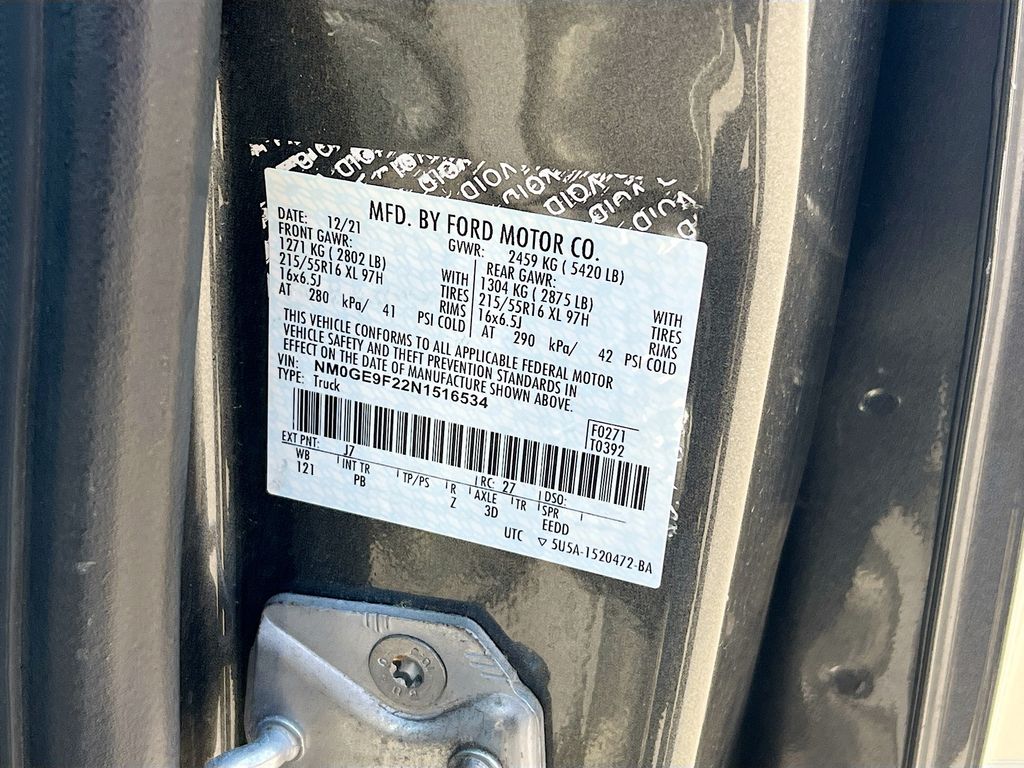 VOID VOID VOID VOID VOID VOID VOID
MFD. BY FORD MOTOR CO.
DATE: 12/21 GVWR: 2459 KG ( 5420 LB)
FRONT GAWR: REAR GAWR:
1271 KG ( 2802 LB) WITH 1304 KG ( 2875 LB) WITH
215/55R16 XL 97H TIRES 215/55R16 XL 97H TIRES
16x6.5J RIMS 16x6.5J RIMS
AT 280 kPa/ 41 PSI COLD AT 290 kPa/ 42 PSI COLD
THIS VEHICLE CONFORMS TO ALL APPLICABLE FEDERAL MOTOR
VEHICLE SAFETY AND THEFT PREVENTION STANDARDS IN
EFFECT ON THE DATE OF MANUFACTURE SHOWN ABOVE.
VIN: NM0GE9F22N1516534
TYPE: Truck
F0271
T0392
EXT PNT: J7 RC: 27 DSO:
WB INT TR TP/PS R AXLE TR SPR
121 PB Z 3D EEDD
UTC ▽ 5U5A-1520472-BA